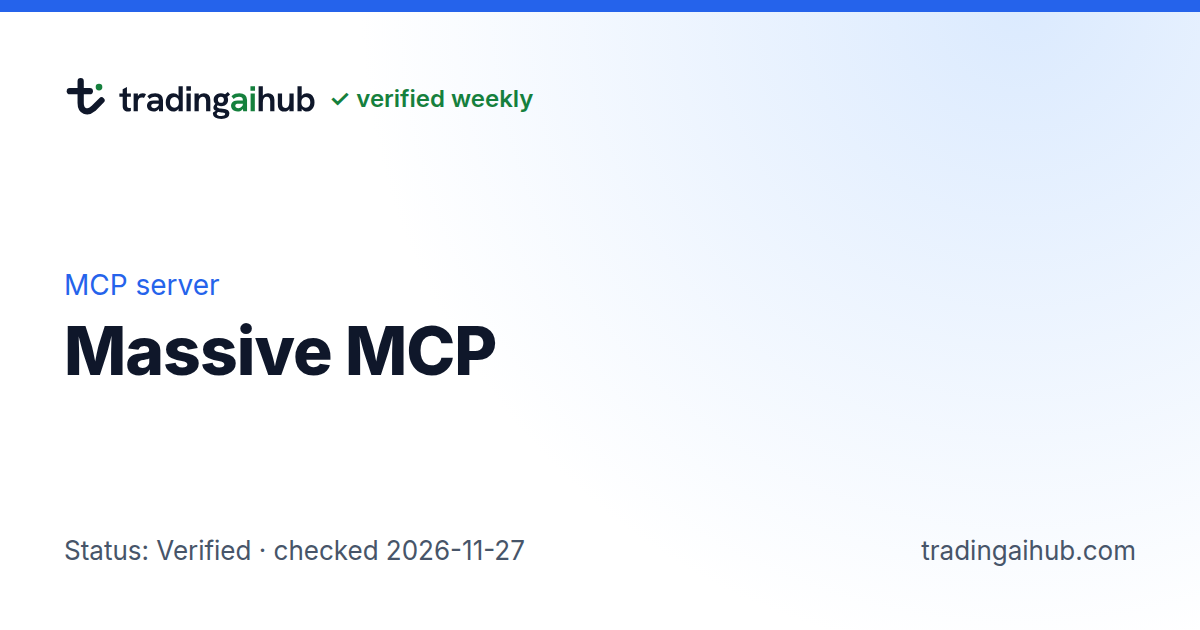 tradingaihub ✓ verified weekly
MCP server
Massive MCP
Status: Verified · checked 2026-11-27
tradingaihub.com